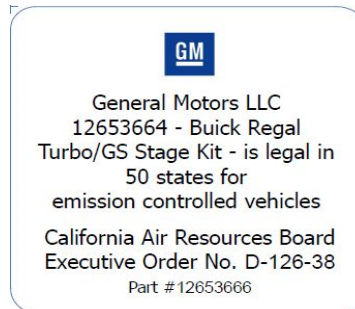 GM
General Motors LLC
12653664 - Buick Regal
Turbo/GS Stage Kit - is legal in
50 states for
emission controlled vehicles
California Air Resources Board
Executive Order No. D-126-38
Part #12653666